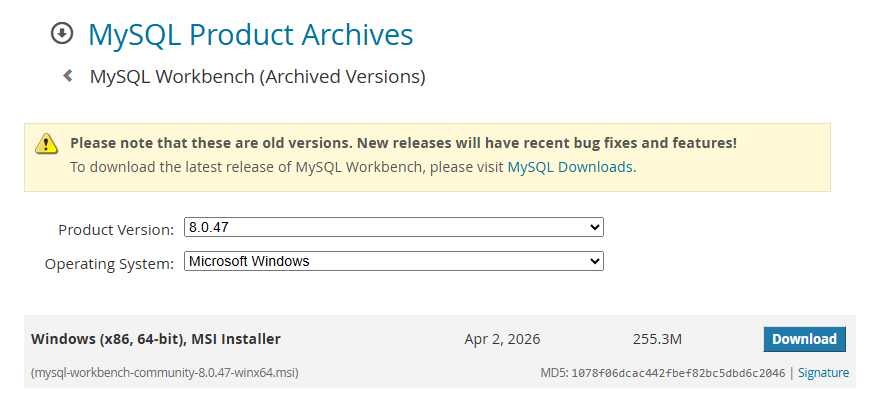 MySQL Product Archives
MySQL Workbench (Archived Versions)
Please note that these are old versions. New releases will have recent bug fixes and features!
To download the latest release of MySQL Workbench, please visit MySQL Downloads.
Product Version: 8.0.47
Operating System: Microsoft Windows
Windows (x86, 64-bit), MSI Installer Apr 2, 2026 255.3M Download
(mysql-workbench-community-8.0.47-winx64.msi) MD5: 1078f06dcac442fbef82bc5dbd6c2046 | Signature